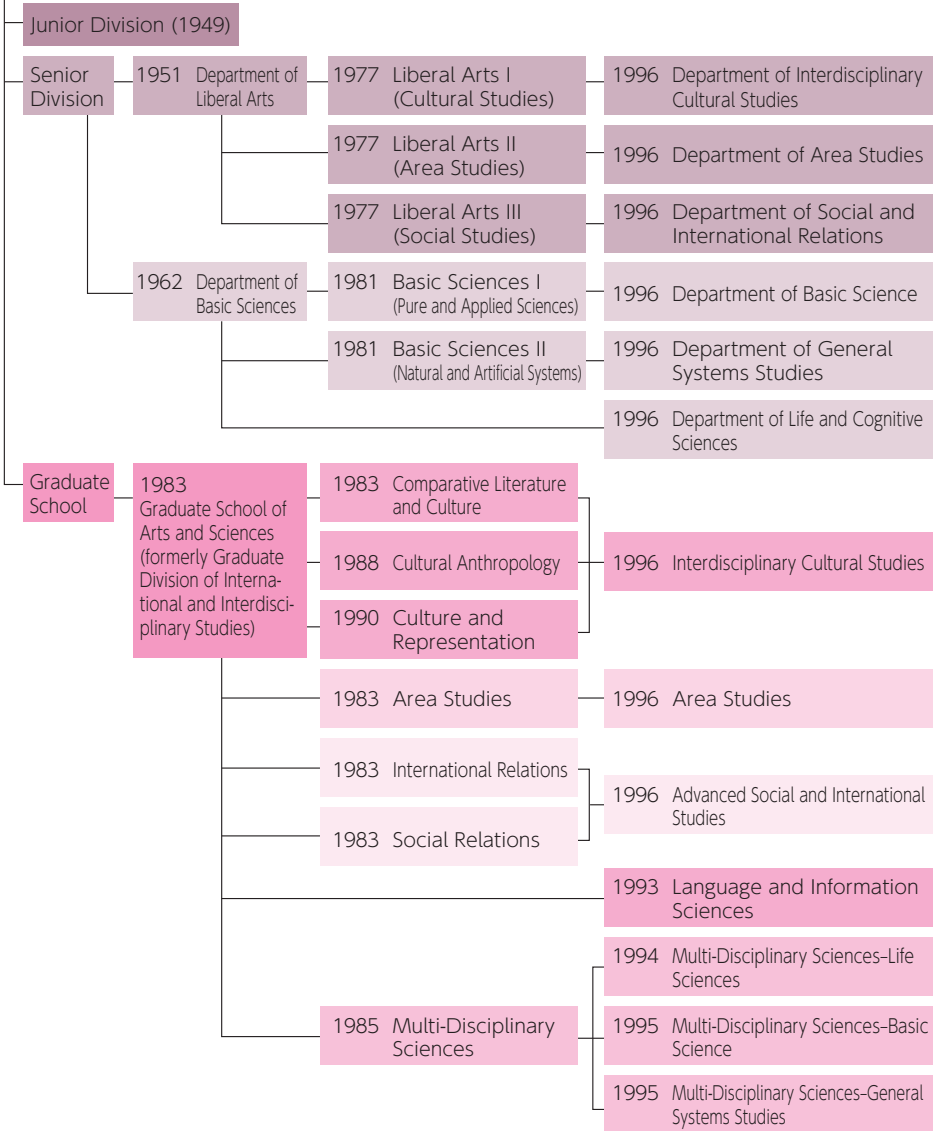 Junior Division (1949)
Senior
Division
1951 Department of
Liberal Arts
1977 Liberal Arts I
(Cultural Studies)
1996 Department of Interdisciplinary
Cultural Studies
1977 Liberal Arts II
(Area Studies)
1996 Department of Area Studies
1977 Liberal Arts III
(Social Studies)
1996 Department of Social and
International Relations
1962 Department of
Basic Sciences
1981 Basic Sciences I
(Pure and Applied Sciences)
1996 Department of Basic Science
1981 Basic Sciences II
(Natural and Artificial Systems)
1996 Department of General
Systems Studies
1996 Department of Life and Cognitive
Sciences
Graduate
School
1983
Graduate School of
Arts and Sciences
(formerly Graduate
Division of Interna-
tional and Interdisci-
plinary Studies)
1983 Comparative Literature
and Culture
1988 Cultural Anthropology
1990 Culture and
Representation
1996 Interdisciplinary Cultural Studies
1983 Area Studies
1996 Area Studies
1983 International Relations
1983 Social Relations
1996 Advanced Social and International
Studies
1993 Language and Information
Sciences
1985 Multi-Disciplinary
Sciences
1994 Multi-Disciplinary Sciences–Life
Sciences
1995 Multi-Disciplinary Sciences–Basic
Science
1995 Multi-Disciplinary Sciences–General
Systems Studies